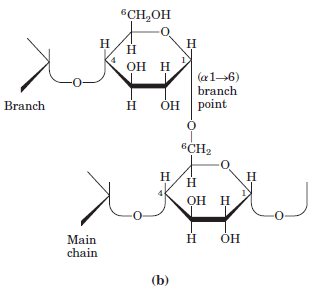 ⁶CH₂OH
O
H
H
H
4
1
OH H
(α1→6)
branch
point
O
Branch
H OH
O
⁶CH₂
O
H
H
H
4
1
OH H
O
O
Main
chain
H OH
(b)